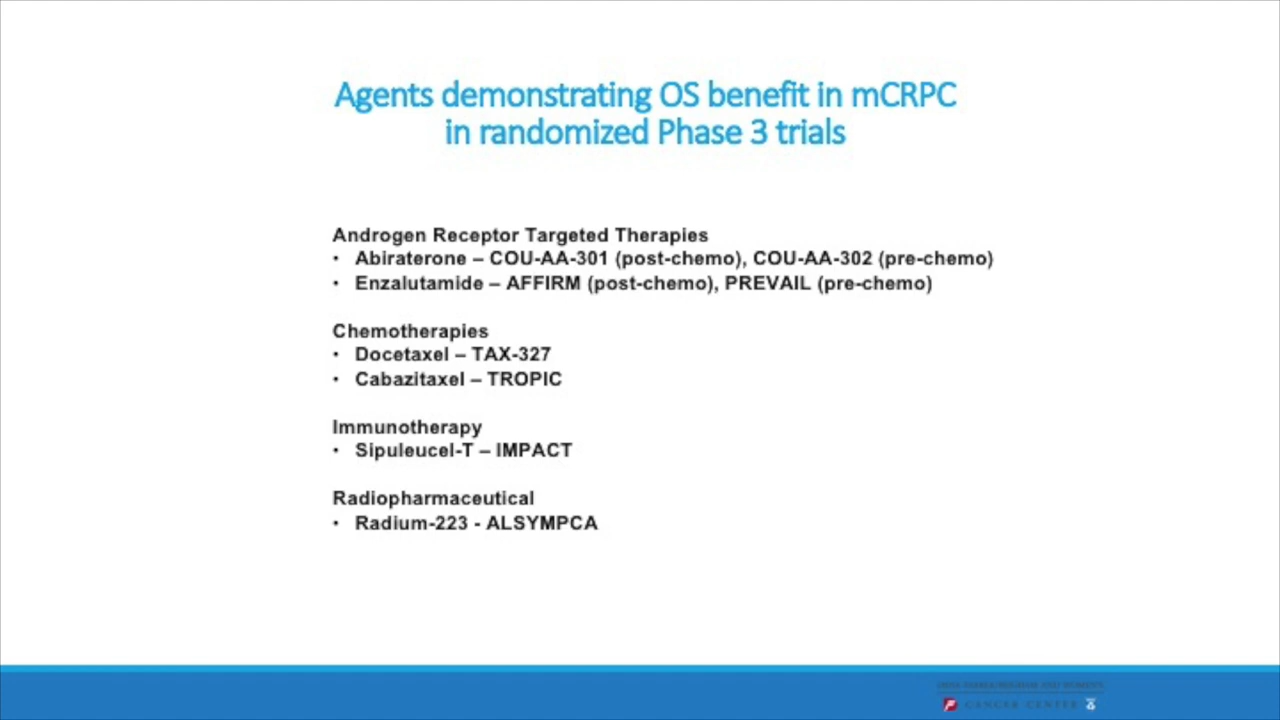 Agents demonstrating OS benefit in mCRPC
in randomized Phase 3 trials
Androgen Receptor Targeted Therapies
• Abiraterone – COU-AA-301 (post-chemo), COU-AA-302 (pre-chemo)
• Enzalutamide – AFFIRM (post-chemo), PREVAIL (pre-chemo)
Chemotherapies
• Docetaxel – TAX-327
• Cabazitaxel – TROPIC
Immunotherapy
• Sipuleucel-T – IMPACT
Radiopharmaceutical
• Radium-223 - ALSYMPCA
CANCER CENTER